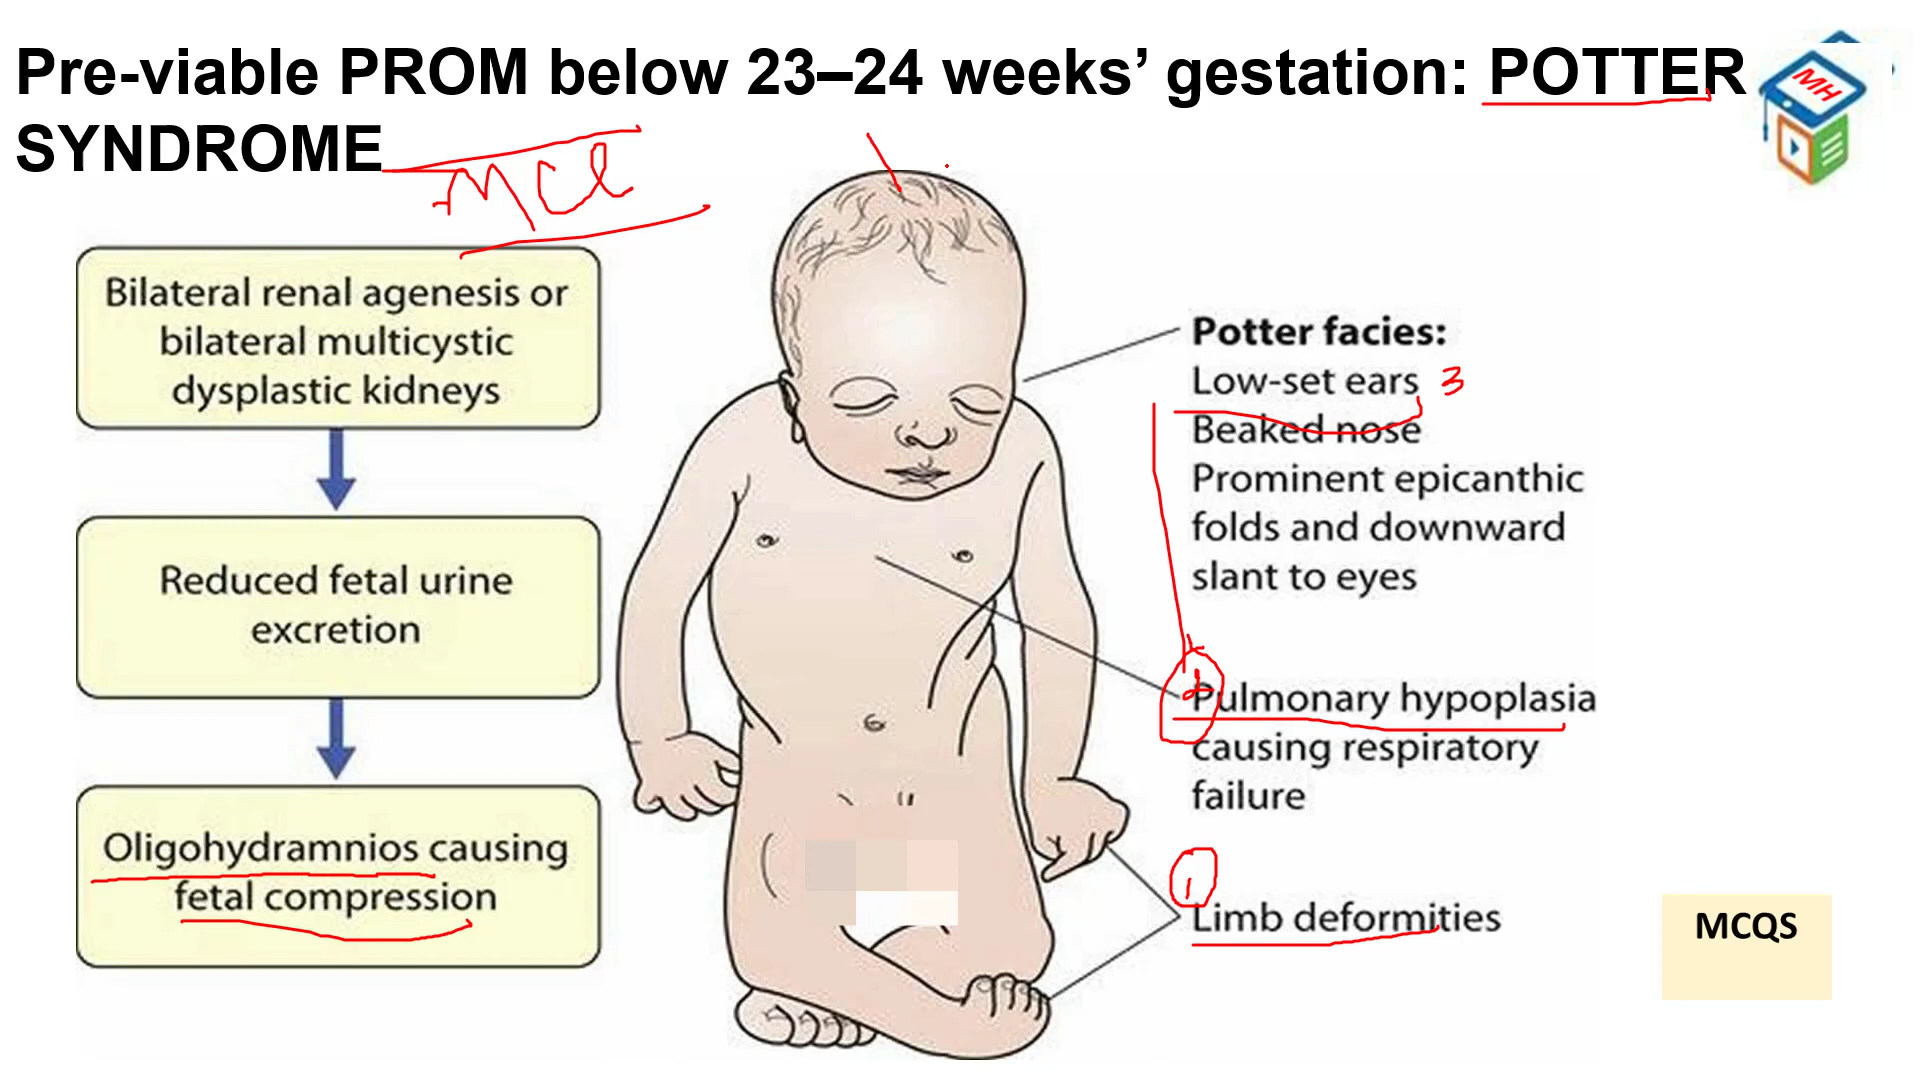 Pre-viable PROM below 23–24 weeks’ gestation: POTTER
SYNDROME
MH
MCQ
Bilateral renal agenesis or
bilateral multicystic
dysplastic kidneys
Reduced fetal urine
excretion
Oligohydramnios causing
fetal compression
Potter facies:
Low-set ears 3
Beaked nose
Prominent epicanthic
folds and downward
slant to eyes
2
Pulmonary hypoplasia
causing respiratory
failure
1
Limb deformities
MCQS